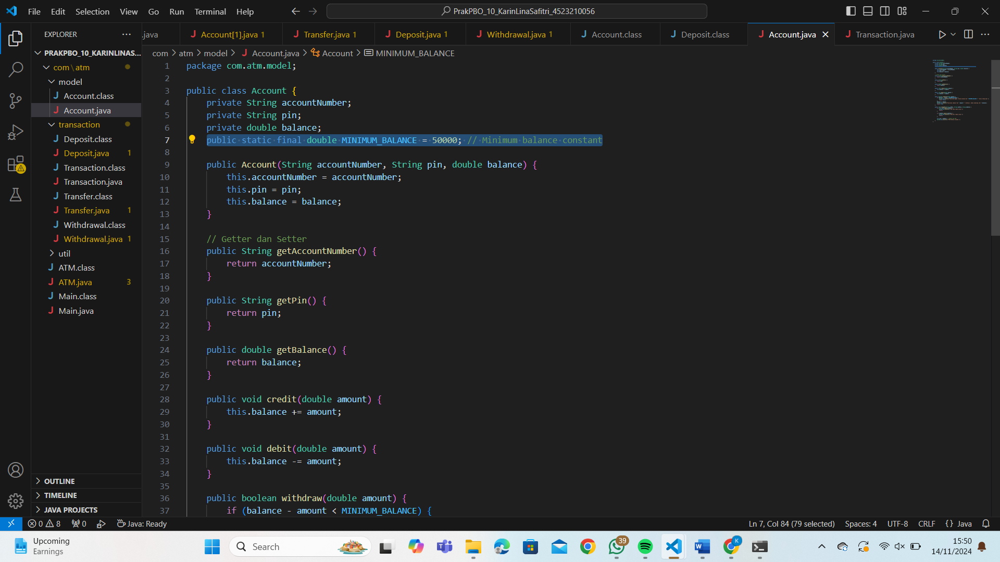 File Edit Selection View Go Run Terminal Help
PrakPBO_10_KarinLinaSafitri_4523210056
EXPLORER
.java
Account[1].java 1
Transfer.java 1
Deposit.java 1
Withdrawal.java 1
Account.class
Deposit.class
Account.java
Transaction.java
com > atm > model > Account.java > Account > MINIMUM_BALANCE
PRAKPBO_10_KARINLINAS...
com\atm
model
Account.class
Account.java
transaction
Deposit.class
Deposit.java 1
Transaction.class
Transaction.java
Transfer.class
Transfer.java 1
Withdrawal.class
Withdrawal.java 1
util
ATM.class
ATM.java 3
Main.class
Main.java
OUTLINE
TIMELINE
JAVA PROJECTS
1 package com.atm.model;
2
3 public class Account {
4 private String accountNumber;
5 private String pin;
6 private double balance;
7 public static final double MINIMUM_BALANCE = 50000; // Minimum balance constant
8
9 public Account(String accountNumber, String pin, double balance) {
10 this.accountNumber = accountNumber;
11 this.pin = pin;
12 this.balance = balance;
13 }
14
15 // Getter dan Setter
16 public String getAccountNumber() {
17 return accountNumber;
18 }
19
20 public String getPin() {
21 return pin;
22 }
23
24 public double getBalance() {
25 return balance;
26 }
27
28 public void credit(double amount) {
29 this.balance += amount;
30 }
31
32 public void debit(double amount) {
33 this.balance -= amount;
34 }
35
36 public boolean withdraw(double amount) {
37 if (balance - amount < MINIMUM_BALANCE) {
0 8 0 Java: Ready
Ln 7, Col 84 (79 selected) Spaces: 4 UTF-8 CRLF {} Java
Upcoming
Earnings
Search
39
K
15:50
14/11/2024